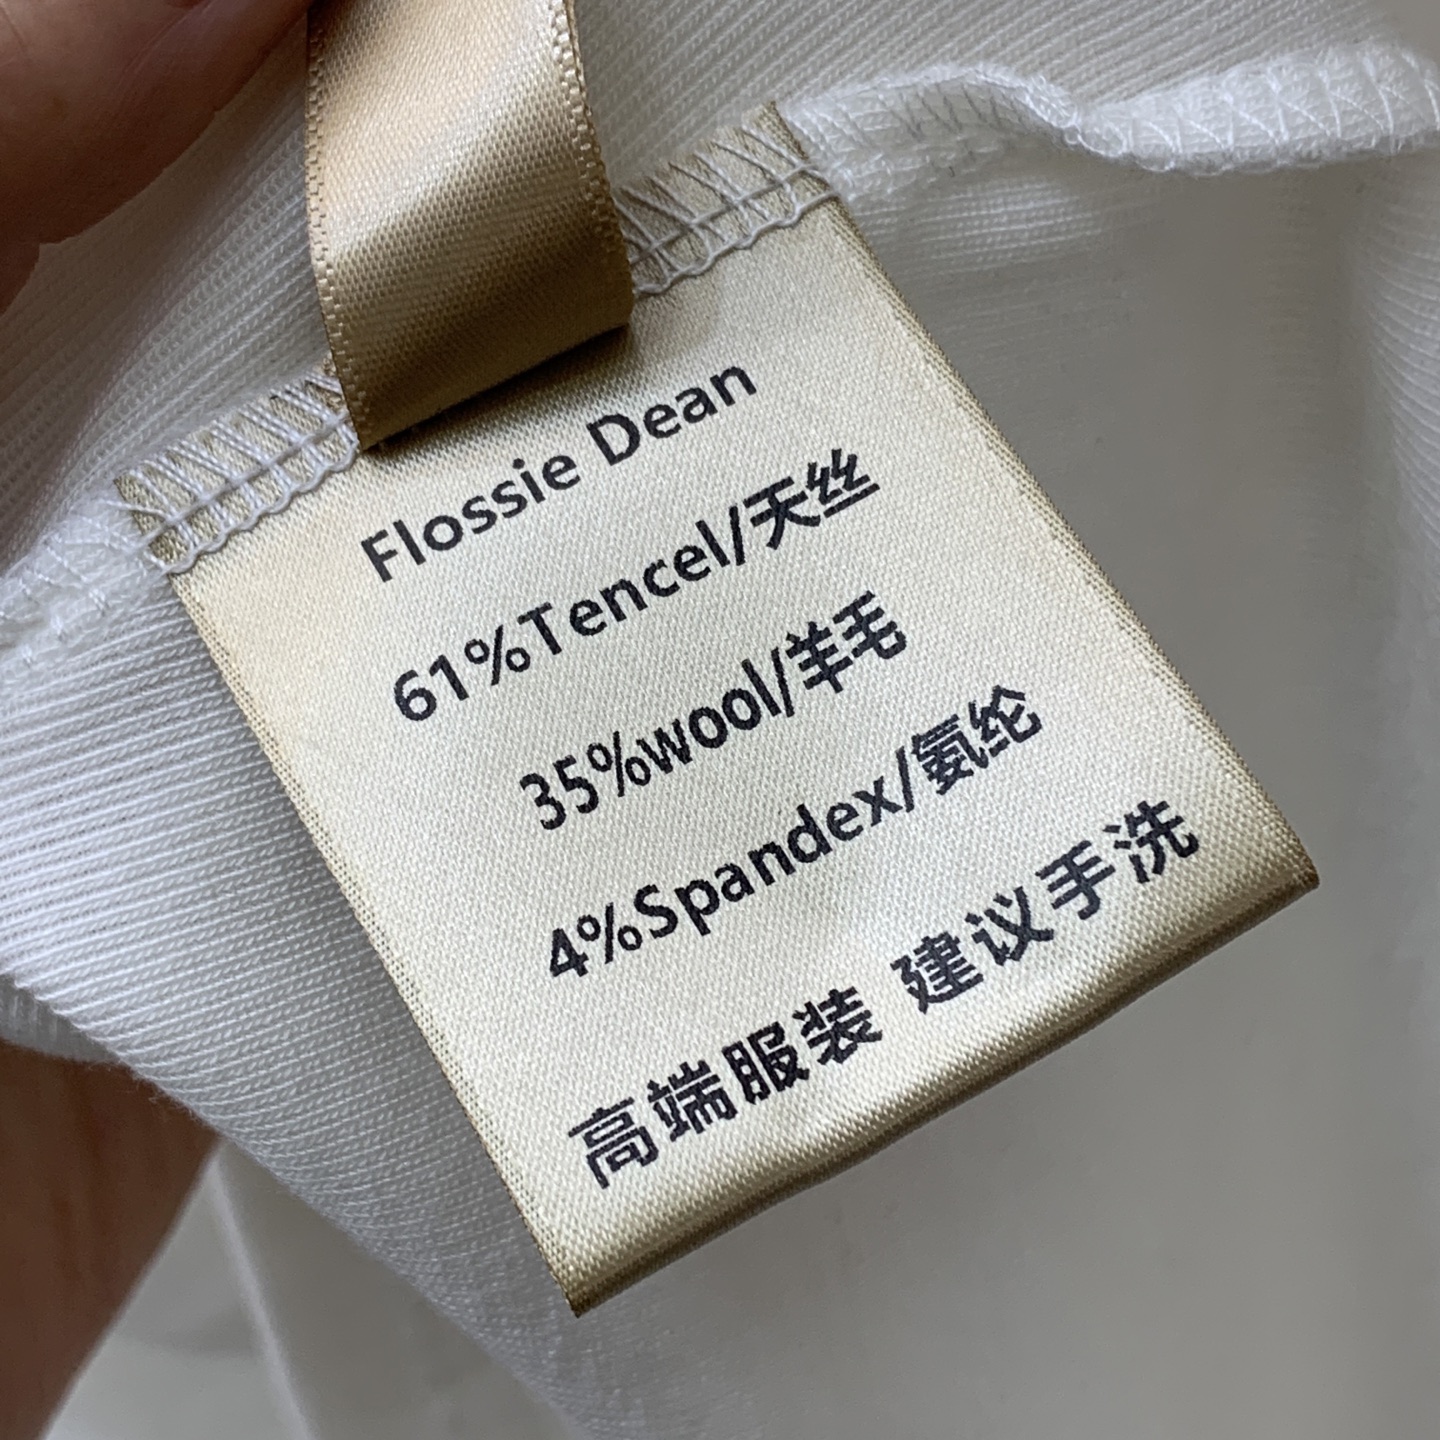 Flossie Dean
61%Tencel/天丝
35%wool/羊毛
4%Spandex/氨纶
高端服装 建议手洗